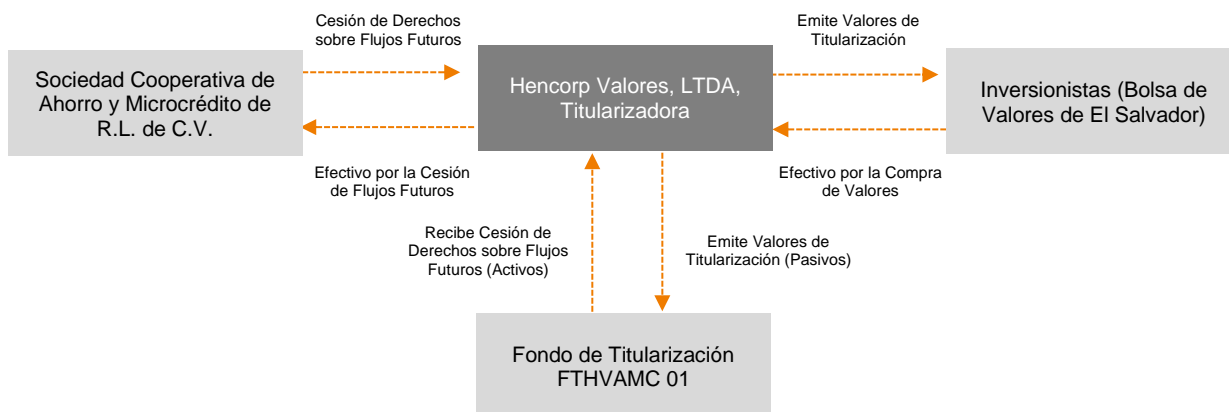 Cesión de Derechos
sobre Flujos Futuros
Emite Valores de
Titularización
Sociedad Cooperativa de
Ahorro y Microcrédito de
R.L. de C.V.
Hencorp Valores, LTDA,
Titularizadora
Inversionistas (Bolsa de
Valores de El Salvador)
Efectivo por la Cesión
de Flujos Futuros
Efectivo por la Compra
de Valores
Recibe Cesión de
Derechos sobre Flujos
Futuros (Activos)
Emite Valores de
Titularización (Pasivos)
Fondo de Titularización
FTHVAMC 01